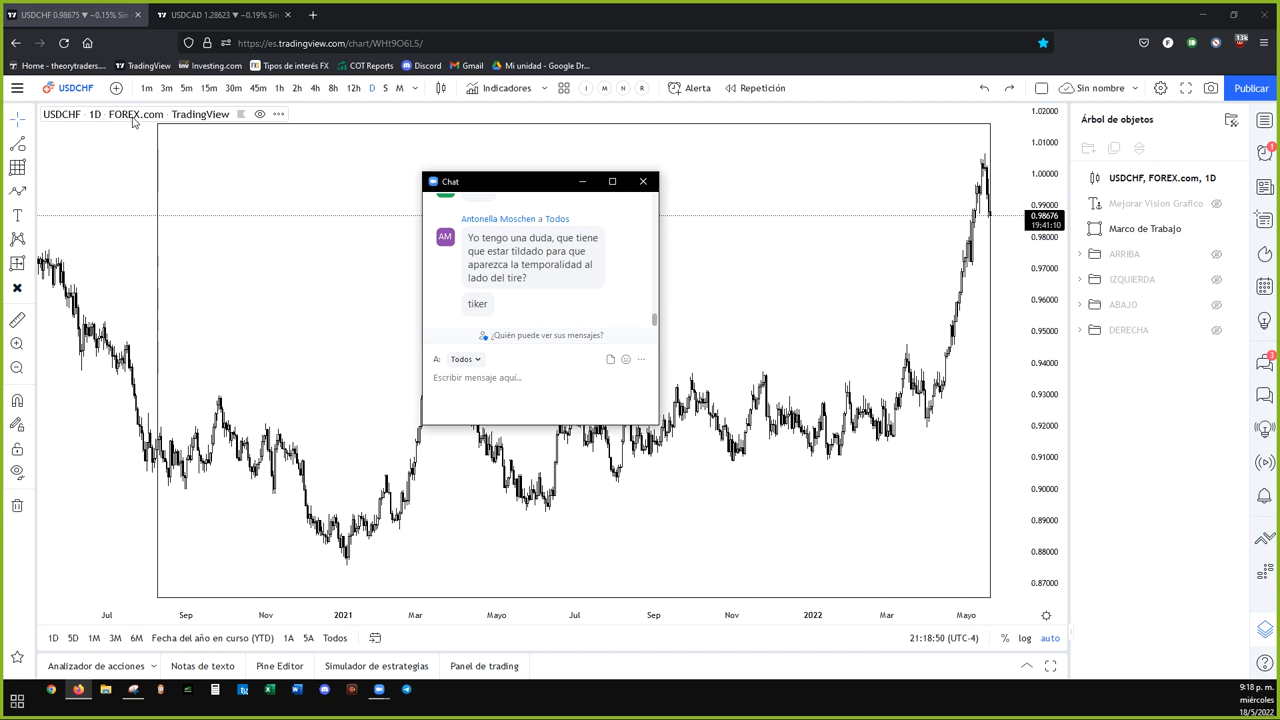 USDCHF 0.98675 ▼ −0.15% Sin
USDCAD 1.28623 ▼ −0.19% Sin
https://es.tradingview.com/chart/WHt9O6L5/
13k
Home - theorytraders....
TradingView
Investing.com
Tipos de interés FX
COT Reports
Discord
Gmail
Mi unidad - Google Dr...
USDCHF
1m 3m 5m 15m 30m 45m 1h 2h 4h 8h 12h D S M
Indicadores
I M N R
Alerta
Repetición
Sin nombre
Publicar
USDCHF · 1D · FOREX.com · TradingView
Chat
Antonella Moschen a Todos
AM
Yo tengo una duda, que tiene
que estar tildado para que
aparezca la temporalidad al
lado del tire?
tiker
¿Quién puede ver sus mensajes?
A: Todos
Escribir mensaje aquí...
1.02000
1.01000
1.00000
0.99000
0.98676
19:41:10
0.98000
0.97000
0.96000
0.95000
0.94000
0.93000
0.92000
0.91000
0.90000
0.89000
0.88000
0.87000
Árbol de objetos
USDCHF, FOREX.com, 1D
Mejorar Vision Grafico
Marco de Trabajo
ARRIBA
IZQUIERDA
ABAJO
DERECHA
1
3
Jul Sep Nov 2021 Mar Mayo Jul Sep Nov 2022 Mar Mayo
1D 5D 1M 3M 6M Fecha del año en curso (YTD) 1A 5A Todos
21:18:50 (UTC-4) % log auto
Analizador de acciones
Notas de texto
Pine Editor
Simulador de estrategias
Panel de trading
9:18 p. m.
miércoles
18/5/2022